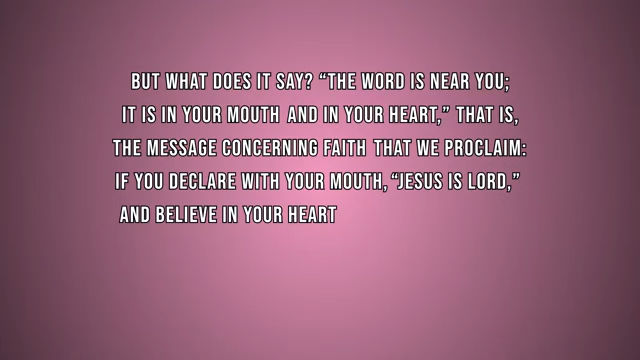 BUT WHAT DOES IT SAY? “THE WORD IS NEAR YOU;
IT IS IN YOUR MOUTH AND IN YOUR HEART,” THAT IS,
THE MESSAGE CONCERNING FAITH THAT WE PROCLAIM:
IF YOU DECLARE WITH YOUR MOUTH, “JESUS IS LORD,”
AND BELIEVE IN YOUR HEART